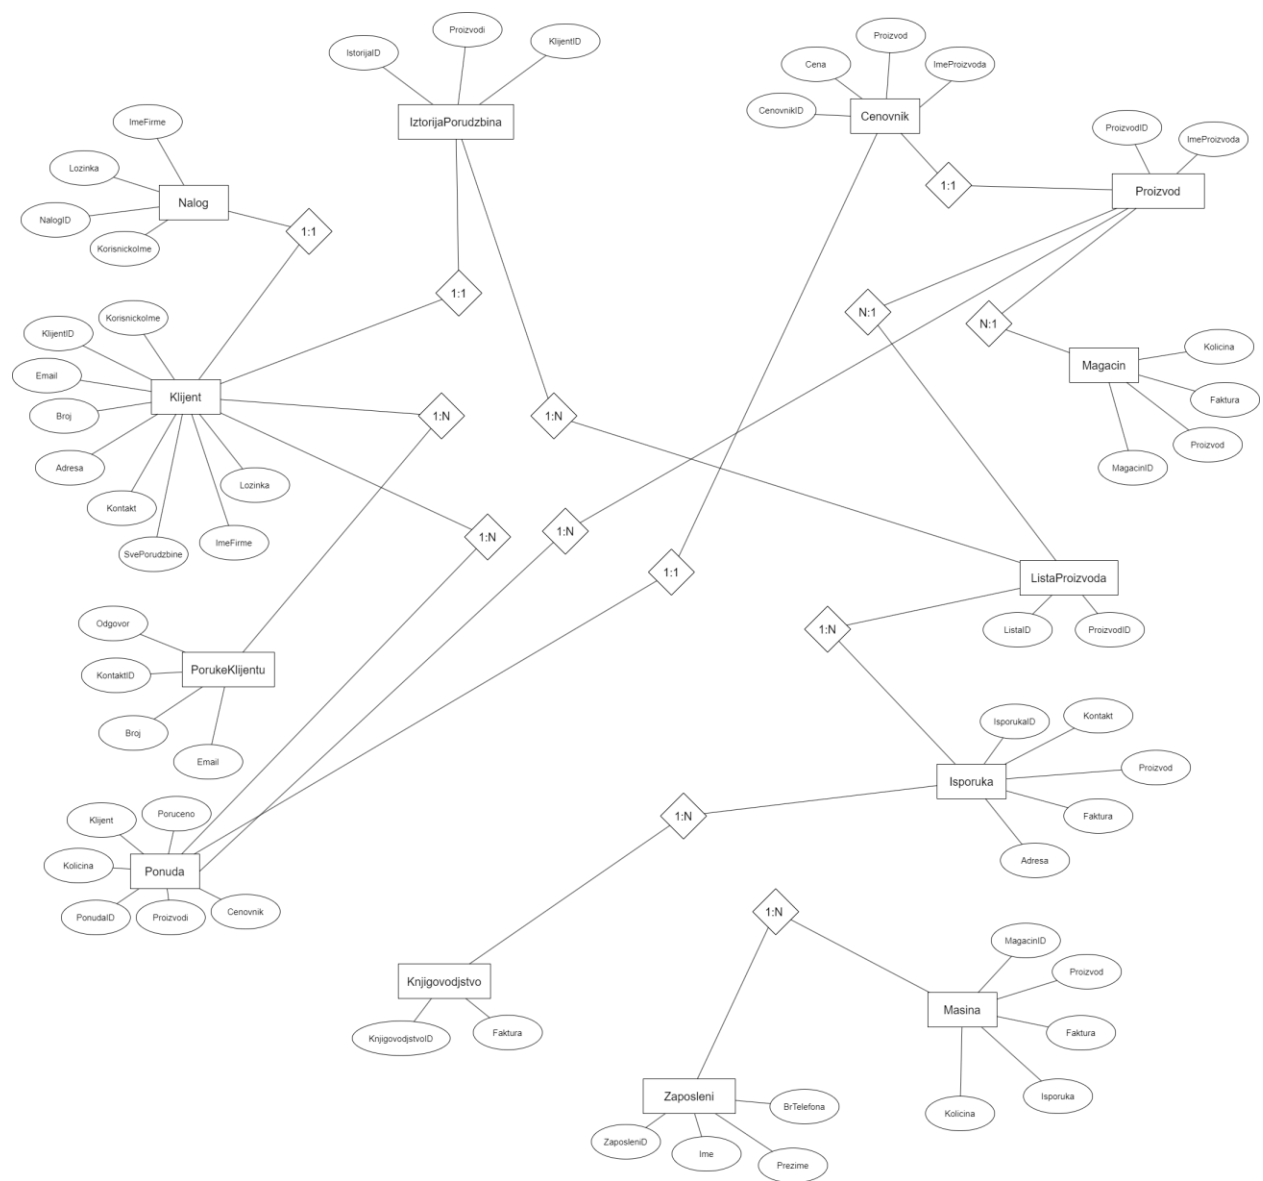 Proizvodi
IstorijaID
KlijentID
IztorijaPorudzbina
Proizvod
Cena
ImeProizvoda
CenovnikID
Cenovnik
ProizvodID
ImeProizvoda
1:1
Proizvod
ImeFirme
Lozinka
Nalog
NalogID
KorisnickoIme
1:1
1:1
N:1
N:1
KorisnickoIme
KlijentID
Email
Klijent
Broj
Adresa
Lozinka
Kontakt
SvePorudzbine
ImeFirme
1:N
1:N
Kolicina
Magacin
Faktura
Proizvod
MagacinID
1:N
1:N
1:1
ListaProizvoda
ListaID
ProizvodID
1:N
Odgovor
PorukeKlijentu
KontaktID
Broj
Email
IsporukaID
Kontakt
Proizvod
Isporuka
Faktura
Adresa
1:N
Klijent
Poruceno
Kolicina
Ponuda
PonudaID
Proizvodi
Cenovnik
1:N
Knjigovodjstvo
KnjigovodjstvoID
Faktura
MagacinID
Proizvod
Masina
Faktura
Isporuka
Kolicina
Zaposleni
BrTelefona
ZaposleniD
Ime
Prezime